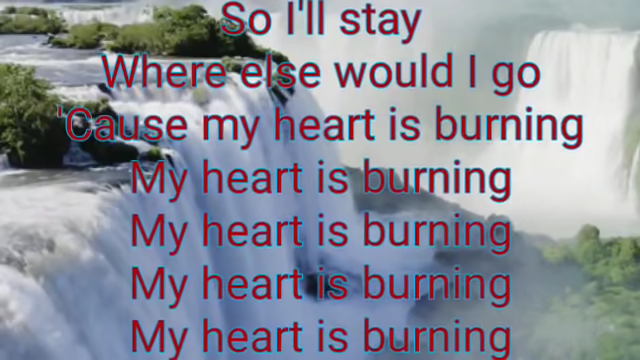 So I'll stay
Where else would I go
'Cause my heart is burning
My heart is burning
My heart is burning
My heart is burning
My heart is burning